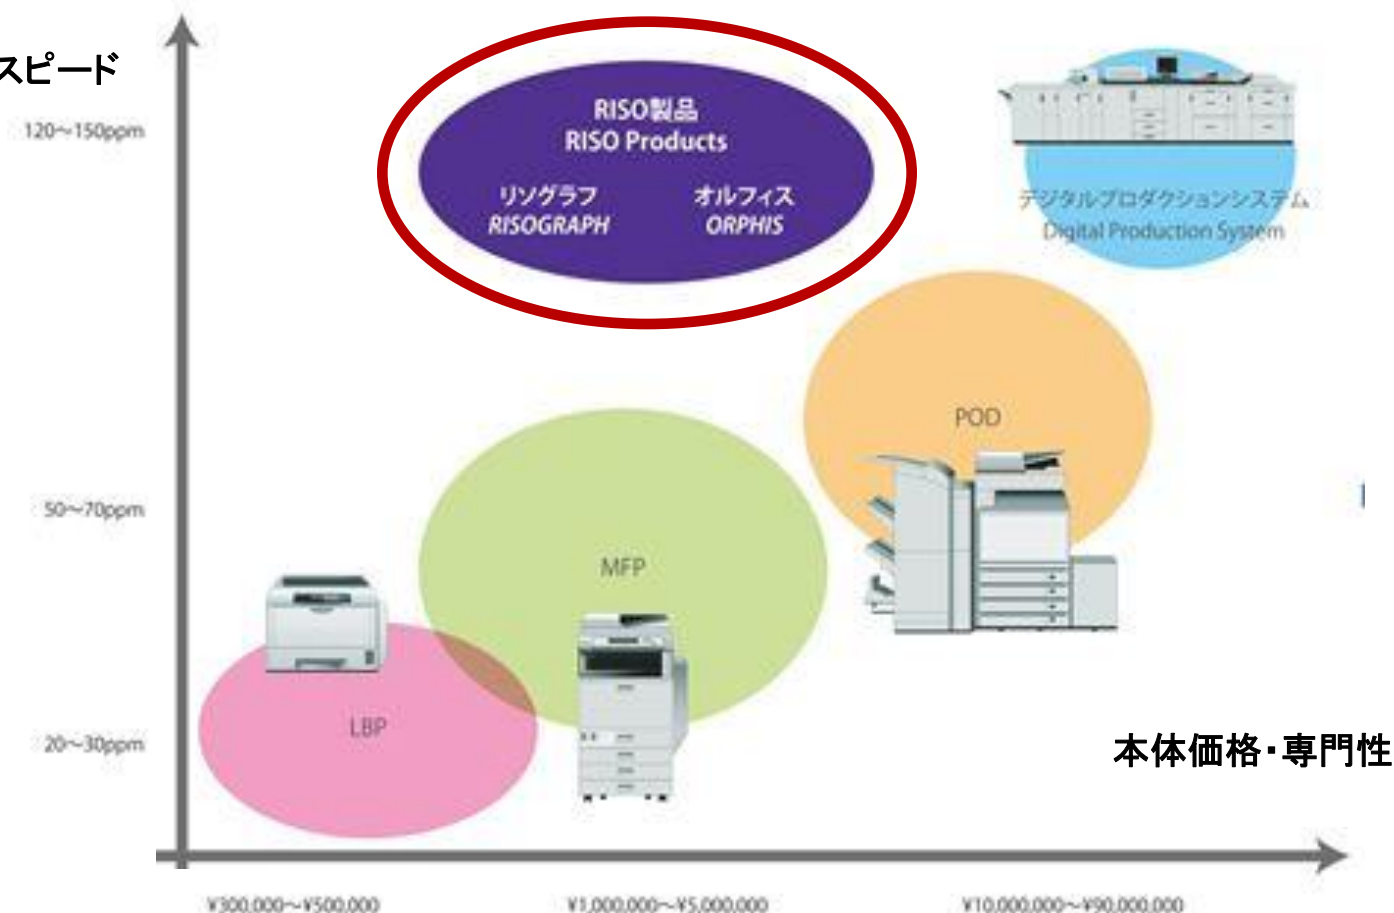 スピード
120～150ppm
RISO製品
RISO Products
リソグラフ
RISOGRAPH
オルフィス
ORPHIS
デジタルプロダクションシステム
Digital Production System
POD
50～70ppm
MFP
LBP
20～30ppm
本体価格・専門性
¥300,000～¥500,000
¥1,000,000～¥5,000,000
¥10,000,000～¥90,000,000